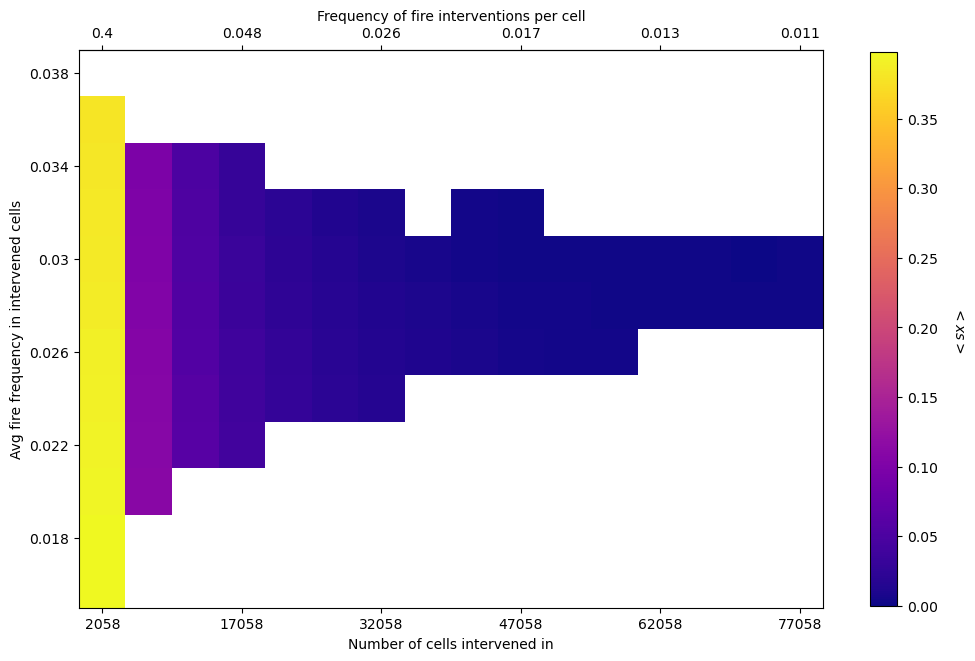 Frequency of fire interventions per cell
0.4 0.048 0.026 0.017 0.013 0.011
0.038
0.034
0.03
0.026
0.022
0.018
Avg fire frequency in intervened cells
2058 17058 32058 47058 62058 77058
Number of cells intervened in
0.35
0.30
0.25
0.20
0.15
0.10
0.05
0.00
< sx >